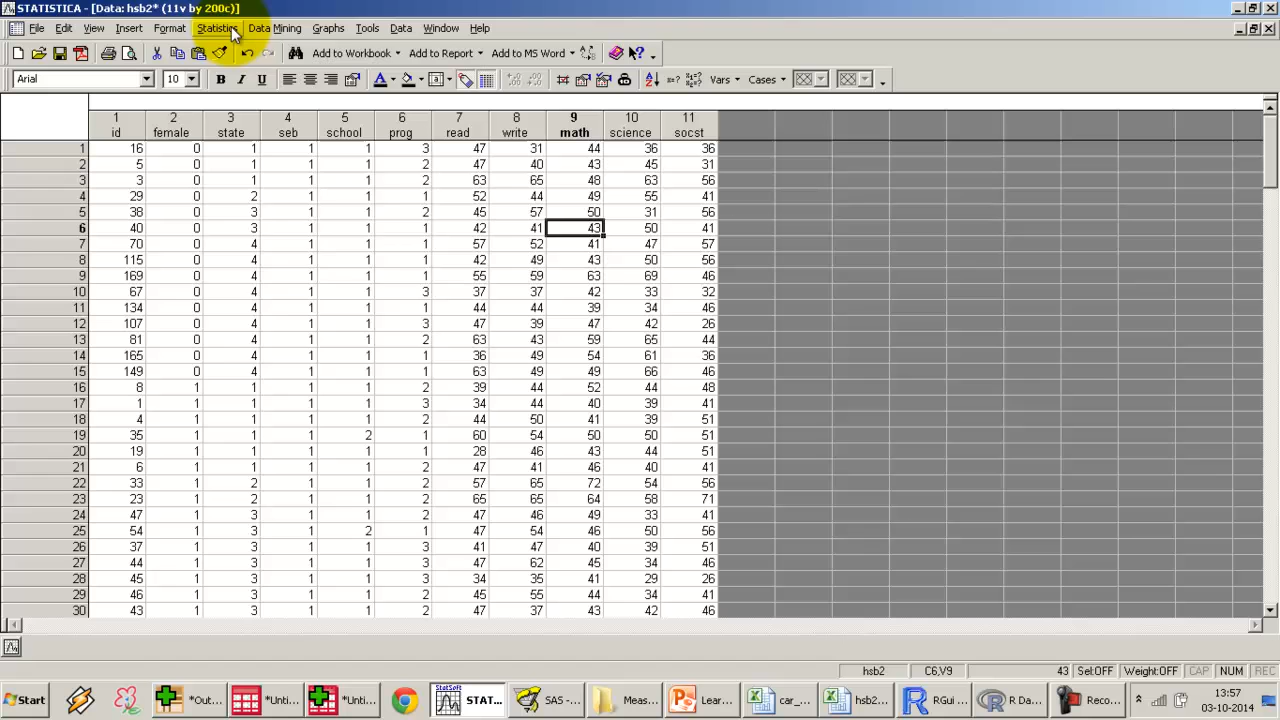 STATISTICA - [Data: hsb2* (11v by 200c)]
File Edit View Insert Format Statistics Data Mining Graphs Tools Data Window Help
Add to Workbook Add to Report Add to MS Word
Arial 10 B I U Vars Cases
1 2 3 4 5 6 7 8 9 10 11
id female state seb school prog read write math science socst
1 16 0 1 1 1 3 47 31 44 36 36
2 5 0 1 1 1 2 47 40 43 45 31
3 3 0 1 1 1 2 63 65 48 63 56
4 29 0 2 1 1 1 52 44 49 55 41
5 38 0 3 1 1 2 45 57 50 31 56
6 40 0 3 1 1 1 42 41 43 50 41
7 70 0 4 1 1 1 57 52 41 47 57
8 115 0 4 1 1 1 42 49 43 50 56
9 169 0 4 1 1 1 55 59 63 69 46
10 67 0 4 1 1 3 37 37 42 33 32
11 134 0 4 1 1 1 44 44 39 34 46
12 107 0 4 1 1 3 47 39 47 42 26
13 81 0 4 1 1 2 63 43 59 65 44
14 165 0 4 1 1 1 36 49 54 61 36
15 149 0 4 1 1 1 63 49 49 66 46
16 8 1 1 1 1 2 39 44 52 44 48
17 1 1 1 1 1 3 34 44 40 39 41
18 4 1 1 1 1 2 44 50 41 39 51
19 35 1 1 1 2 1 60 54 50 50 51
20 19 1 1 1 1 1 28 46 43 44 51
21 6 1 1 1 1 2 47 41 46 40 41
22 33 1 2 1 1 2 57 65 72 54 56
23 23 1 2 1 1 2 65 65 64 58 71
24 47 1 3 1 1 2 47 46 49 33 41
25 54 1 3 1 2 1 47 54 46 50 56
26 37 1 3 1 1 3 41 47 40 39 51
27 44 1 3 1 1 3 47 62 45 34 46
28 45 1 3 1 1 3 34 35 41 29 26
29 46 1 3 1 1 2 45 55 44 34 41
30 43 1 3 1 1 2 47 37 43 42 46
hsb2 C6,V9 43 Sel:OFF Weight:OFF CAP NUM REC
Start *Out... *Unti... *Unti... STAT... SAS - ... Meas... Lear... car_... hsb2... RGui ... R Da... Reco... 13:57
03-10-2014